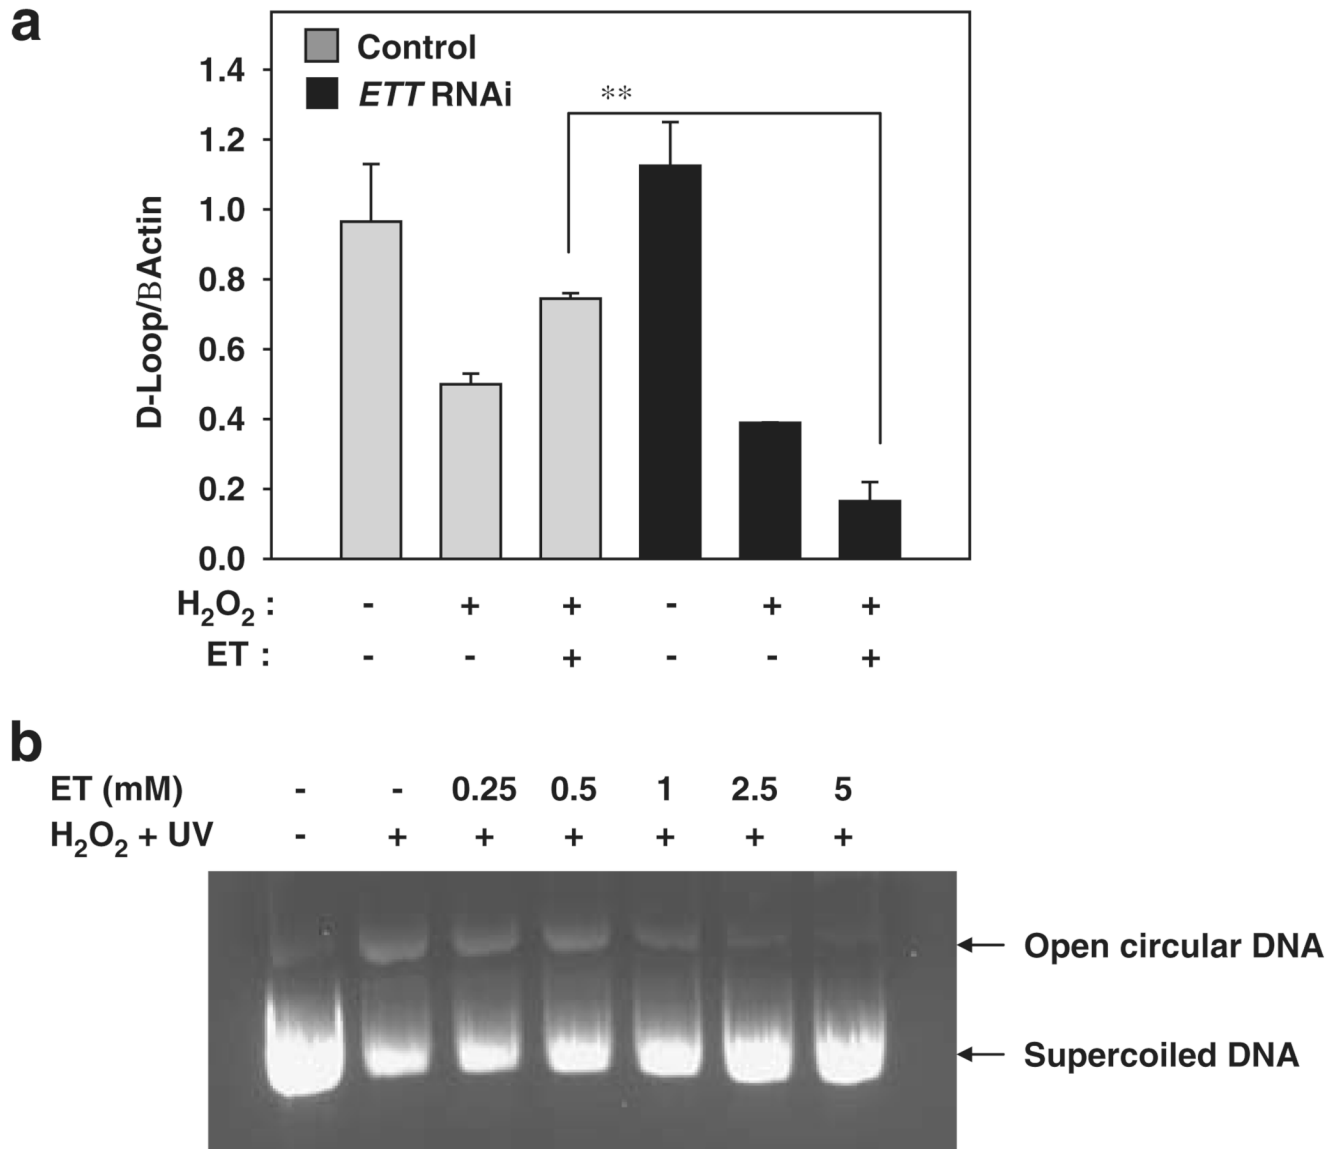 a
Control
ETT RNAi
**
1.4
1.2
1.0
0.8
0.6
0.4
0.2
0.0
D-Loop/BActin
H₂O₂ : - + + - + +
ET : - - + - - +
b
ET (mM) - - 0.25 0.5 1 2.5 5
H₂O₂ + UV - + + + + + +
Open circular DNA
Supercoiled DNA